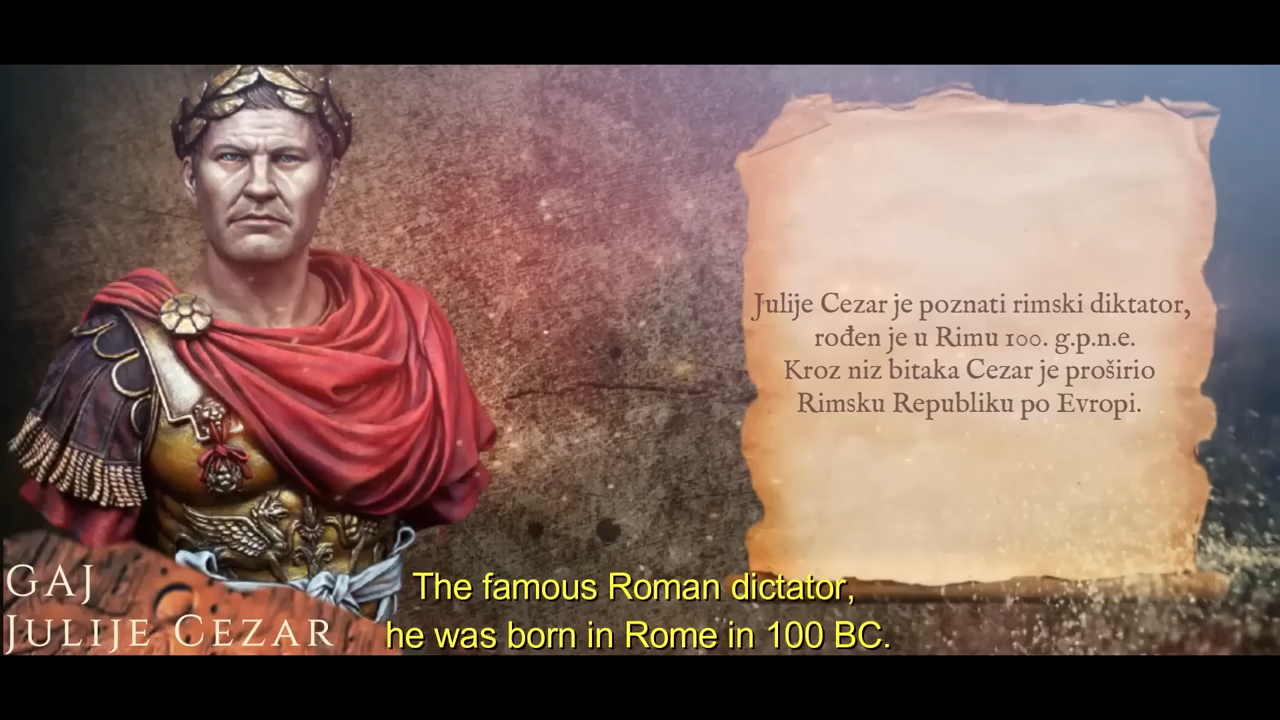 Julije Cezar je poznati rimski diktator,
rođen je u Rimu 100. g.p.n.e.
Kroz niz bitaka Cezar je proširio
Rimsku Republiku po Evropi.
GAJ
JULIJE CEZAR
The famous Roman dictator,
he was born in Rome in 100 BC.